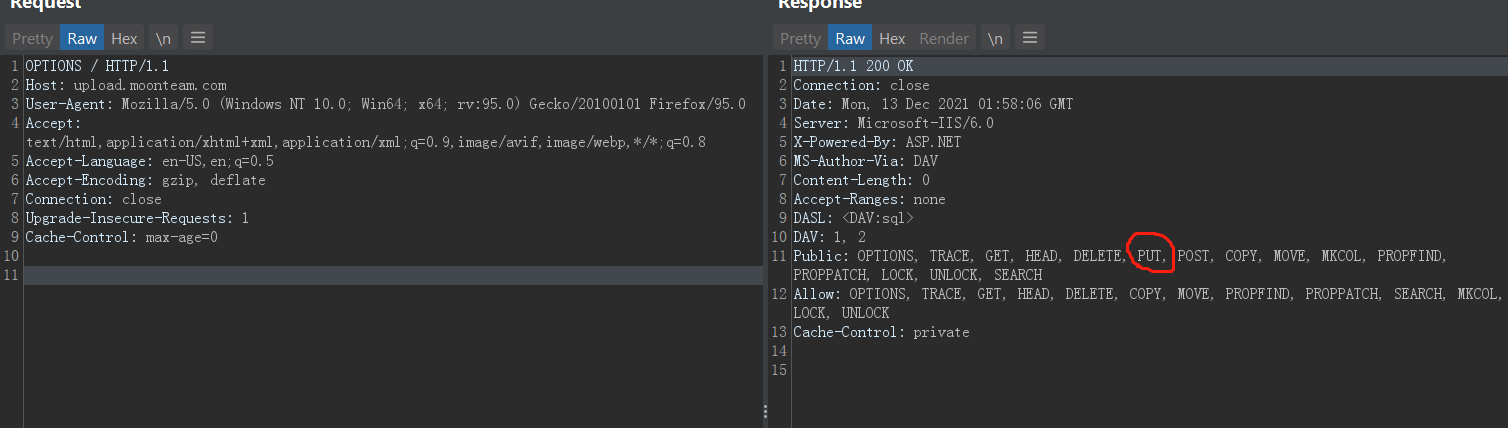 Request
Pretty Raw Hex \n
1 OPTIONS / HTTP/1.1
2 Host: upload.moonteam.com
3 User-Agent: Mozilla/5.0 (Windows NT 10.0; Win64; x64; rv:95.0) Gecko/20100101 Firefox/95.0
4 Accept:
text/html,application/xhtml+xml,application/xml;q=0.9,image/avif,image/webp,*/*;q=0.8
5 Accept-Language: en-US,en;q=0.5
6 Accept-Encoding: gzip, deflate
7 Connection: close
8 Upgrade-Insecure-Requests: 1
9 Cache-Control: max-age=0
10
11
Response
Pretty Raw Hex Render \n
1 HTTP/1.1 200 OK
2 Connection: close
3 Date: Mon, 13 Dec 2021 01:58:06 GMT
4 Server: Microsoft-IIS/6.0
5 X-Powered-By: ASP.NET
6 MS-Author-Via: DAV
7 Content-Length: 0
8 Accept-Ranges: none
9 DASL: <DAV:sql>
10 DAV: 1, 2
11 Public: OPTIONS, TRACE, GET, HEAD, DELETE, PUT, POST, COPY, MOVE, MKCOL, PROPFIND,
PROPPATCH, LOCK, UNLOCK, SEARCH
12 Allow: OPTIONS, TRACE, GET, HEAD, DELETE, COPY, MOVE, PROPFIND, PROPPATCH, SEARCH, MKCOL,
LOCK, UNLOCK
13 Cache-Control: private
14
15